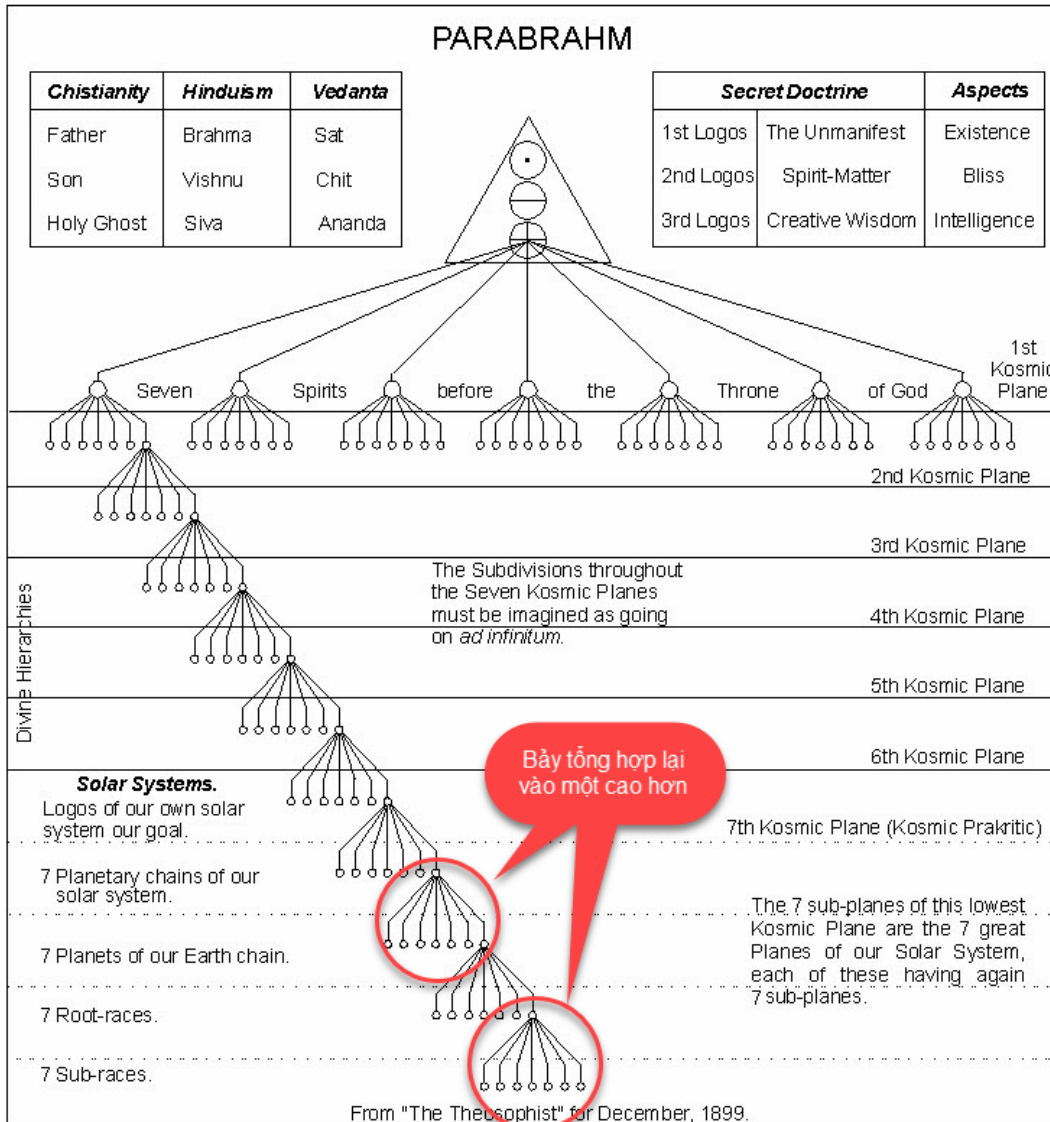 PARABRAHM
Chistianity Hinduism Vedanta
Father Brahma Sat
Son Vishnu Chit
Holy Ghost Siva Ananda
Secret Doctrine Aspects
1st Logos The Unmanifest Existence
2nd Logos Spirit-Matter Bliss
3rd Logos Creative Wisdom Intelligence
Seven Spirits before the Throne of God
1st
Kosmic
Plane
2nd Kosmic Plane
3rd Kosmic Plane
The Subdivisions throughout
the Seven Kosmic Planes
must be imagined as going
on ad infinitum.
4th Kosmic Plane
5th Kosmic Plane
6th Kosmic Plane
Divine Hierarchies
Bảy tổng hợp lại
vào một cao hơn
Solar Systems.
Logos of our own solar
system our goal.
7th Kosmic Plane (Kosmic Prakritic)
7 Planetary chains of our
solar system.
The 7 sub-planes of this lowest
Kosmic Plane are the 7 great
Planes of our Solar System,
each of these having again
7 sub-planes.
7 Planets of our Earth chain.
7 Root-races.
7 Sub-races.
From "The Theosophist" for December, 1899.